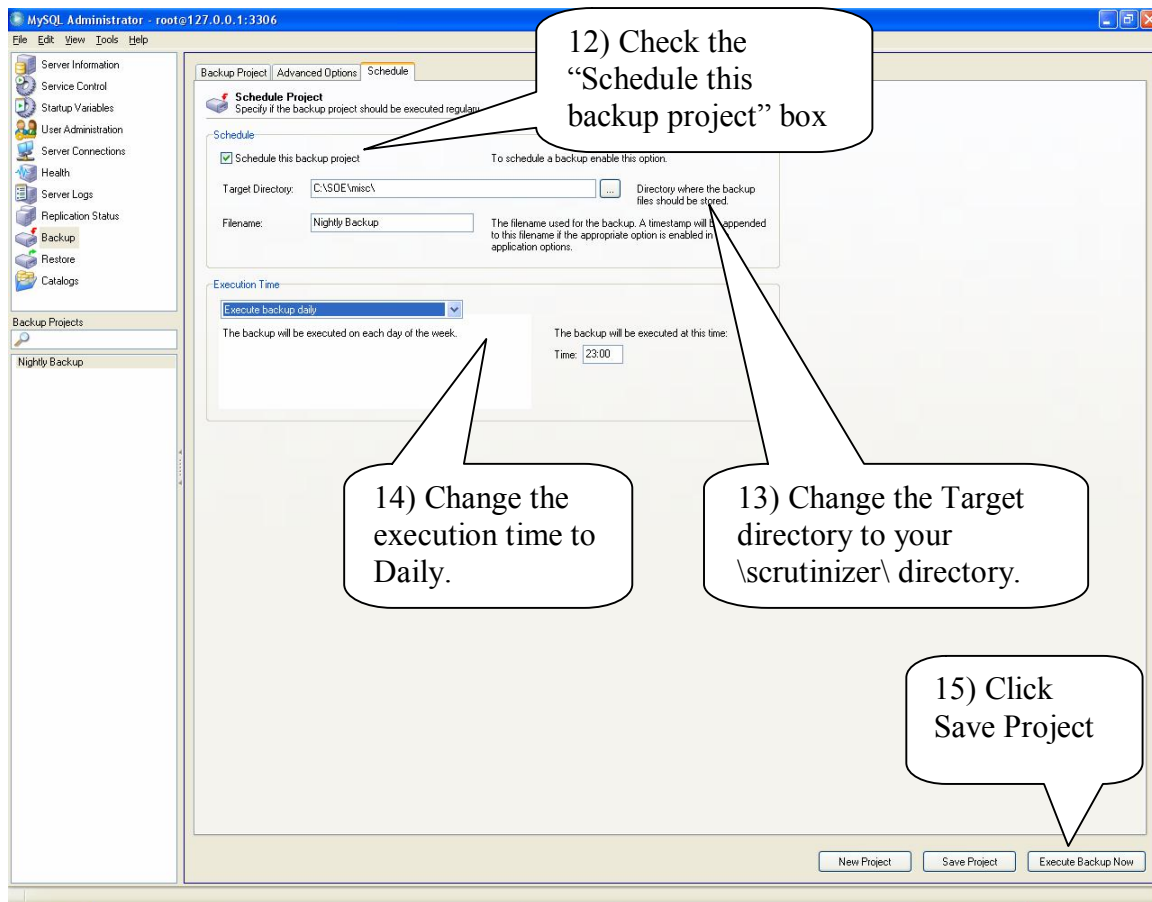 MySQL Administrator - root@127.0.0.1:3306
File Edit View Tools Help
Server Information
Service Control
Startup Variables
User Administration
Server Connections
Health
Server Logs
Replication Status
Backup
Restore
Catalogs
Backup Projects
Nightly Backup
Backup Project Advanced Options Schedule
Schedule Project
Specify if the backup project should be executed regulary
Schedule
Schedule this backup project To schedule a backup enable this option.
Target Directory: C:\SOE\misc\ ... Directory where the backup
files should be stored.
Filename: Nightly Backup The filename used for the backup. A timestamp will be appended
to this filename if the appropriate option is enabled in
application options.
Execution Time
Execute backup daily
The backup will be executed on each day of the week. The backup will be executed at this time:
Time: 23:00
12) Check the
“Schedule this
backup project” box
14) Change the
execution time to
Daily.
13) Change the Target
directory to your
\scrutinizer\ directory.
15) Click
Save Project
New Project Save Project Execute Backup Now